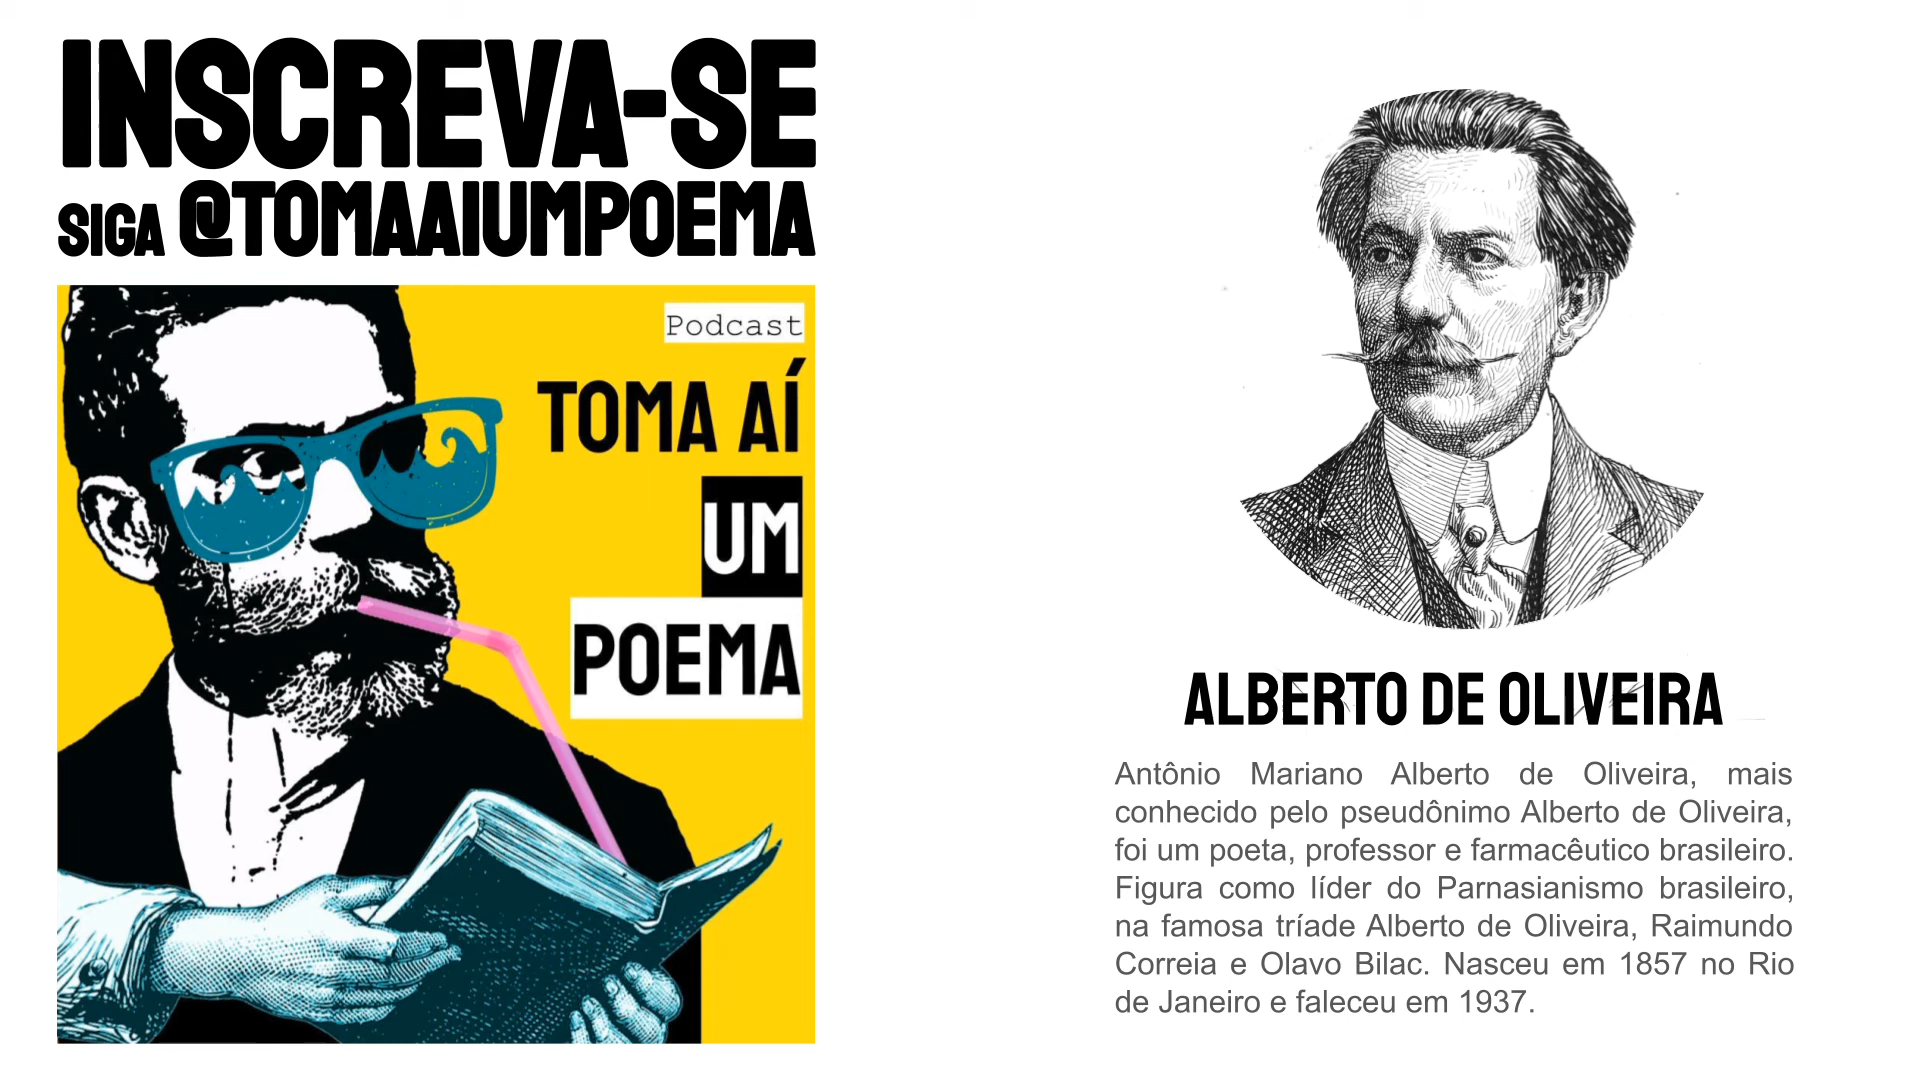 INSCREVA-SE
SIGA @TOMAAIUMPOEMA
Podcast
TOMA AÍ
UM
POEMA
ALBERTO DE OLIVEIRA
Antônio Mariano Alberto de Oliveira, mais
conhecido pelo pseudônimo Alberto de Oliveira,
foi um poeta, professor e farmacêutico brasileiro.
Figura como líder do Parnasianismo brasileiro,
na famosa tríade Alberto de Oliveira, Raimundo
Correia e Olavo Bilac. Nasceu em 1857 no Rio
de Janeiro e faleceu em 1937.